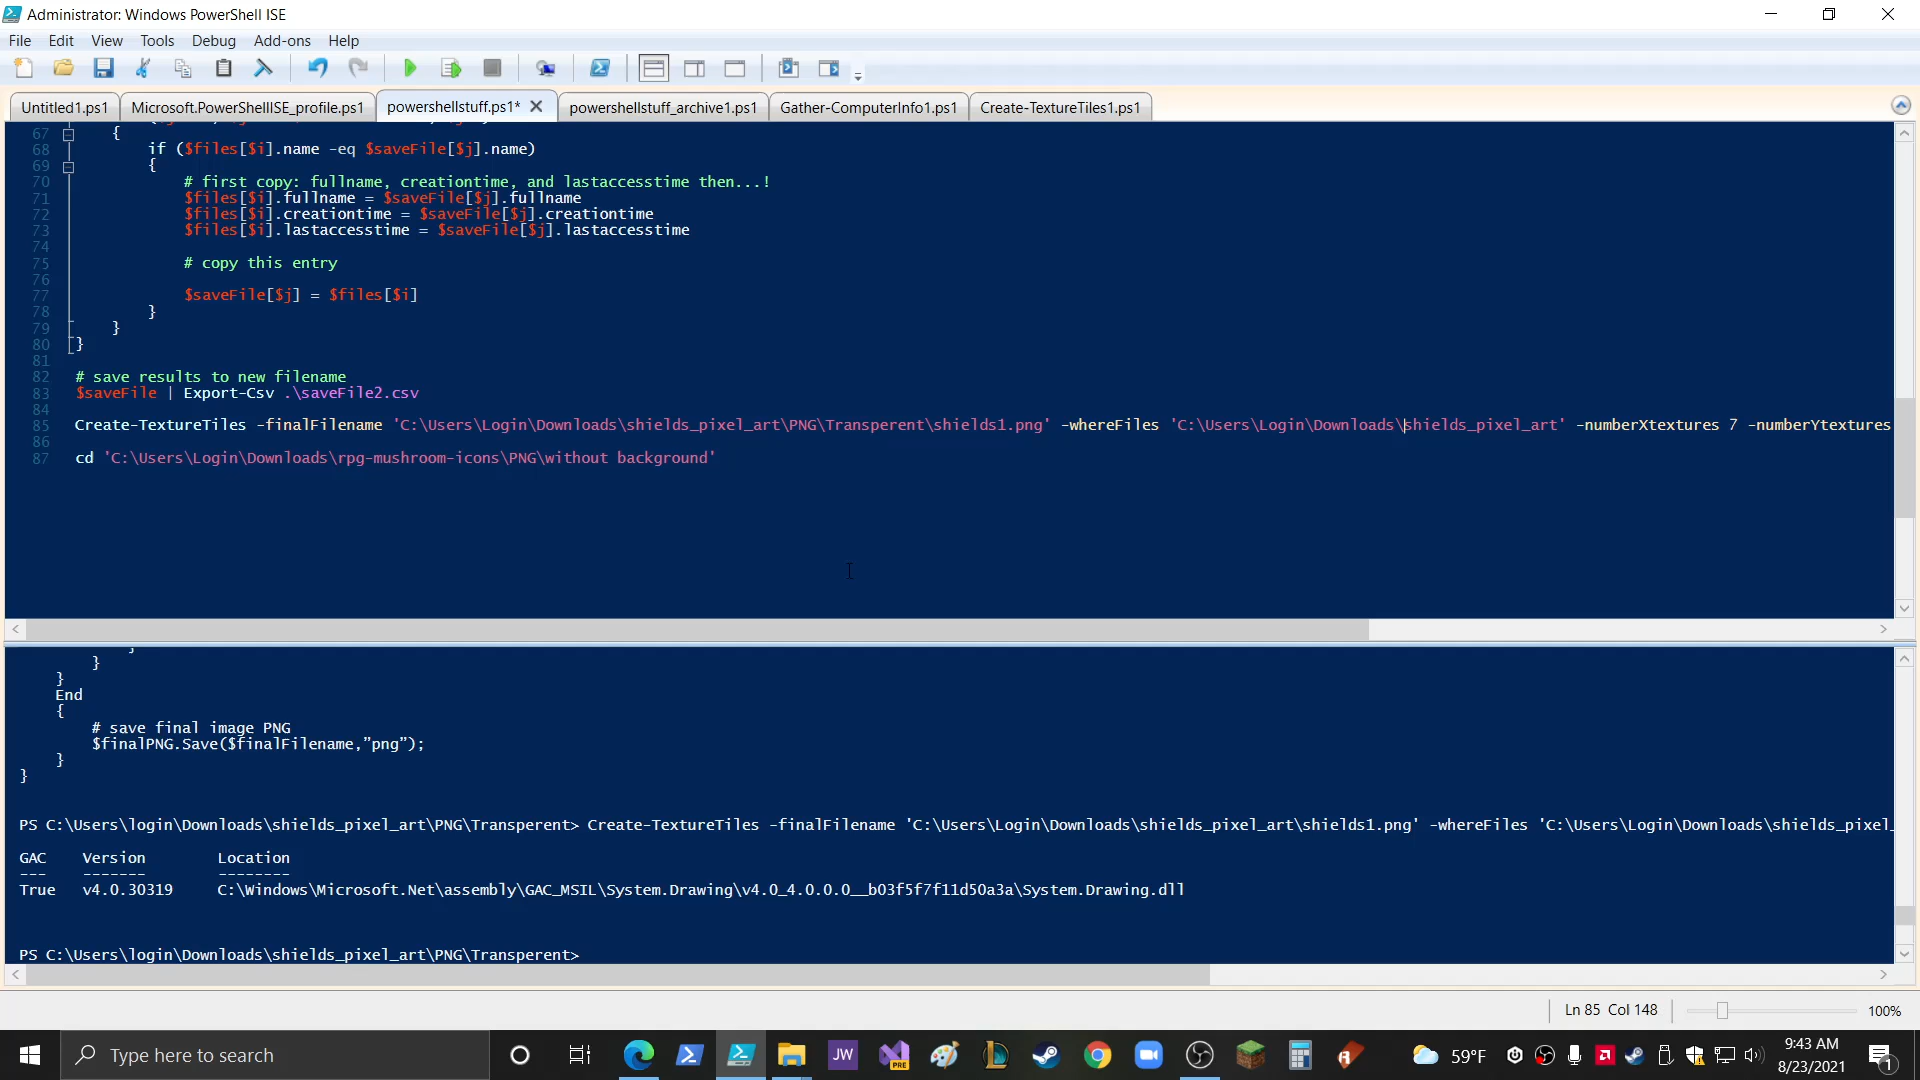 Administrator: Windows PowerShell ISE
File Edit View Tools Debug Add-ons Help
Untitled1.ps1 Microsoft.PowerShellISE_profile.ps1 powershellstuff.ps1* powershellstuff_archive1.ps1 Gather-ComputerInfo1.ps1 Create-TextureTiles1.ps1
67 {
68 if ($files[$i].name -eq $saveFile[$j].name)
69 {
70 # first copy: fullname, creationtime, and lastaccesstime then...!
71 $files[$i].fullname = $saveFile[$j].fullname
72 $files[$i].creationtime = $saveFile[$j].creationtime
73 $files[$i].lastaccesstime = $saveFile[$j].lastaccesstime
74
75 # copy this entry
76
77 $saveFile[$j] = $files[$i]
78 }
79 }
80 }
81
82 # save results to new filename
83 $saveFile | Export-Csv .\saveFile2.csv
84
85 Create-TextureTiles -finalFilename 'C:\Users\Login\Downloads\shields_pixel_art\PNG\Transperent\shields1.png' -whereFiles 'C:\Users\Login\Downloads\shields_pixel_art' -numberXtextures 7 -numberYtextures
86
87 cd 'C:\Users\Login\Downloads\rpg-mushroom-icons\PNG\without background'
}
}
}
End
{
# save final image PNG
$finalPNG.Save($finalFilename,”png”);
}
}
PS C:\Users\login\Downloads\shields_pixel_art\PNG\Transperent> Create-TextureTiles -finalFilename 'C:\Users\Login\Downloads\shields_pixel_art\shields1.png' -whereFiles 'C:\Users\Login\Downloads\shields_pixel_
GAC Version Location
--- ------- --------
True v4.0.30319 C:\Windows\Microsoft.Net\assembly\GAC_MSIL\System.Drawing\v4.0_4.0.0.0__b03f5f7f11d50a3a\System.Drawing.dll
PS C:\Users\login\Downloads\shields_pixel_art\PNG\Transperent>
Ln 85 Col 148 100%
Type here to search
JW
PRE
59°F
9:43 AM
8/23/2021
1